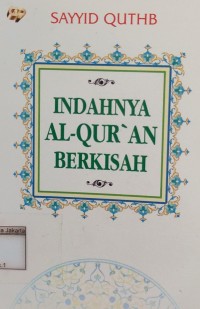 SAYYID QUTHB
INDAHNYA
AL-QUR`AN
BERKISAH